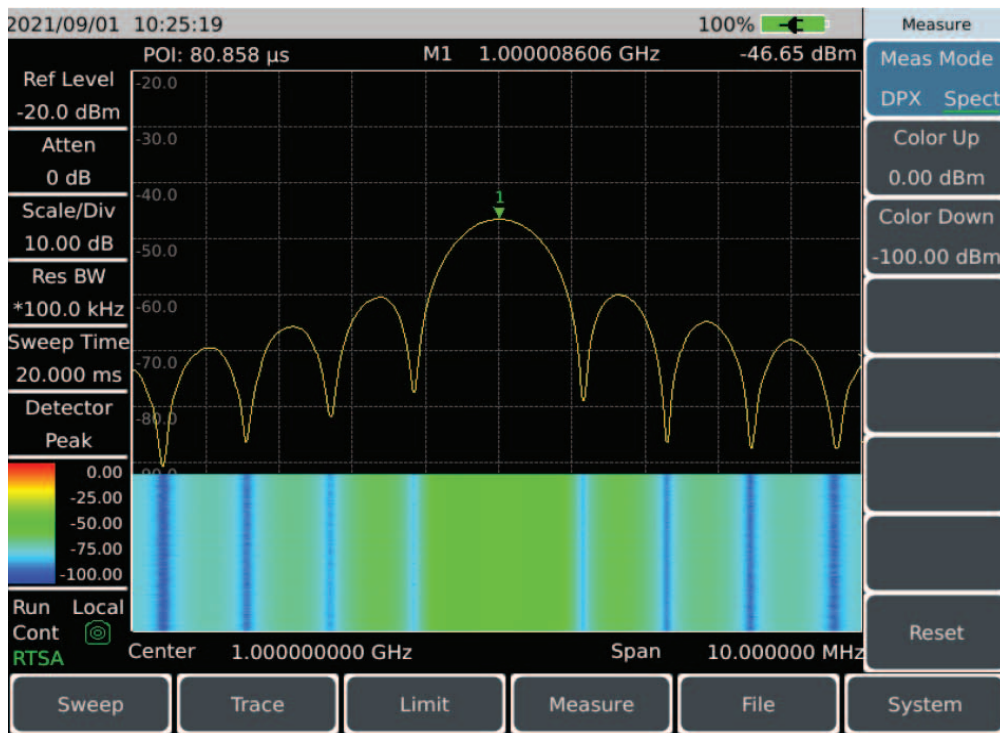 2021/09/01 10:25:19 100% Measure
POI: 80.858 µs M1 1.000008606 GHz -46.65 dBm
Ref Level
-20.0 dBm
Atten
0 dB
Scale/Div
10.00 dB
Res BW
*100.0 kHz
Sweep Time
20.000 ms
Detector
Peak
0.00
-25.00
-50.00
-75.00
-100.00
Run Local
Cont
RTSA
-20.0
-30.0
-40.0
1
-50.0
-60.0
-70.0
-80.0
-90.0
Center 1.000000000 GHz Span 10.000000 MHz
Meas Mode
DPX Spect
Color Up
0.00 dBm
Color Down
-100.00 dBm
Reset
Sweep Trace Limit Measure File System